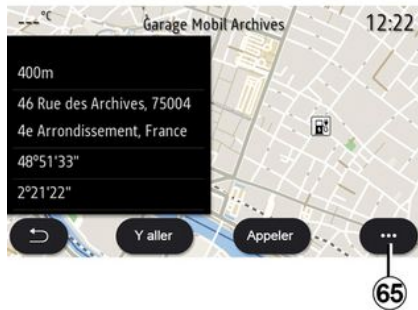 ---°C
Garage Mobil Archives
12:22
400m
46 Rue des Archives, 75004
4e Arrondissement, France
48°51'33"
2°21'22"
Y aller
Appeler
...
65